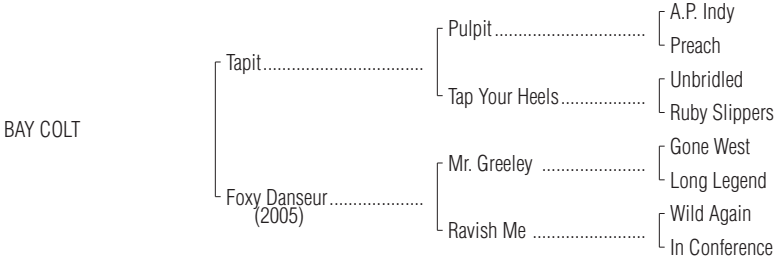 A.P. Indy
Pulpit..............................
Preach
Tapit................................
Unbridled
Tap Your Heels.................
Ruby Slippers
BAY COLT
Gone West
Mr. Greeley .....................
Long Legend
Foxy Danseur...................
(2005)
Wild Again
Ravish Me .......................
In Conference